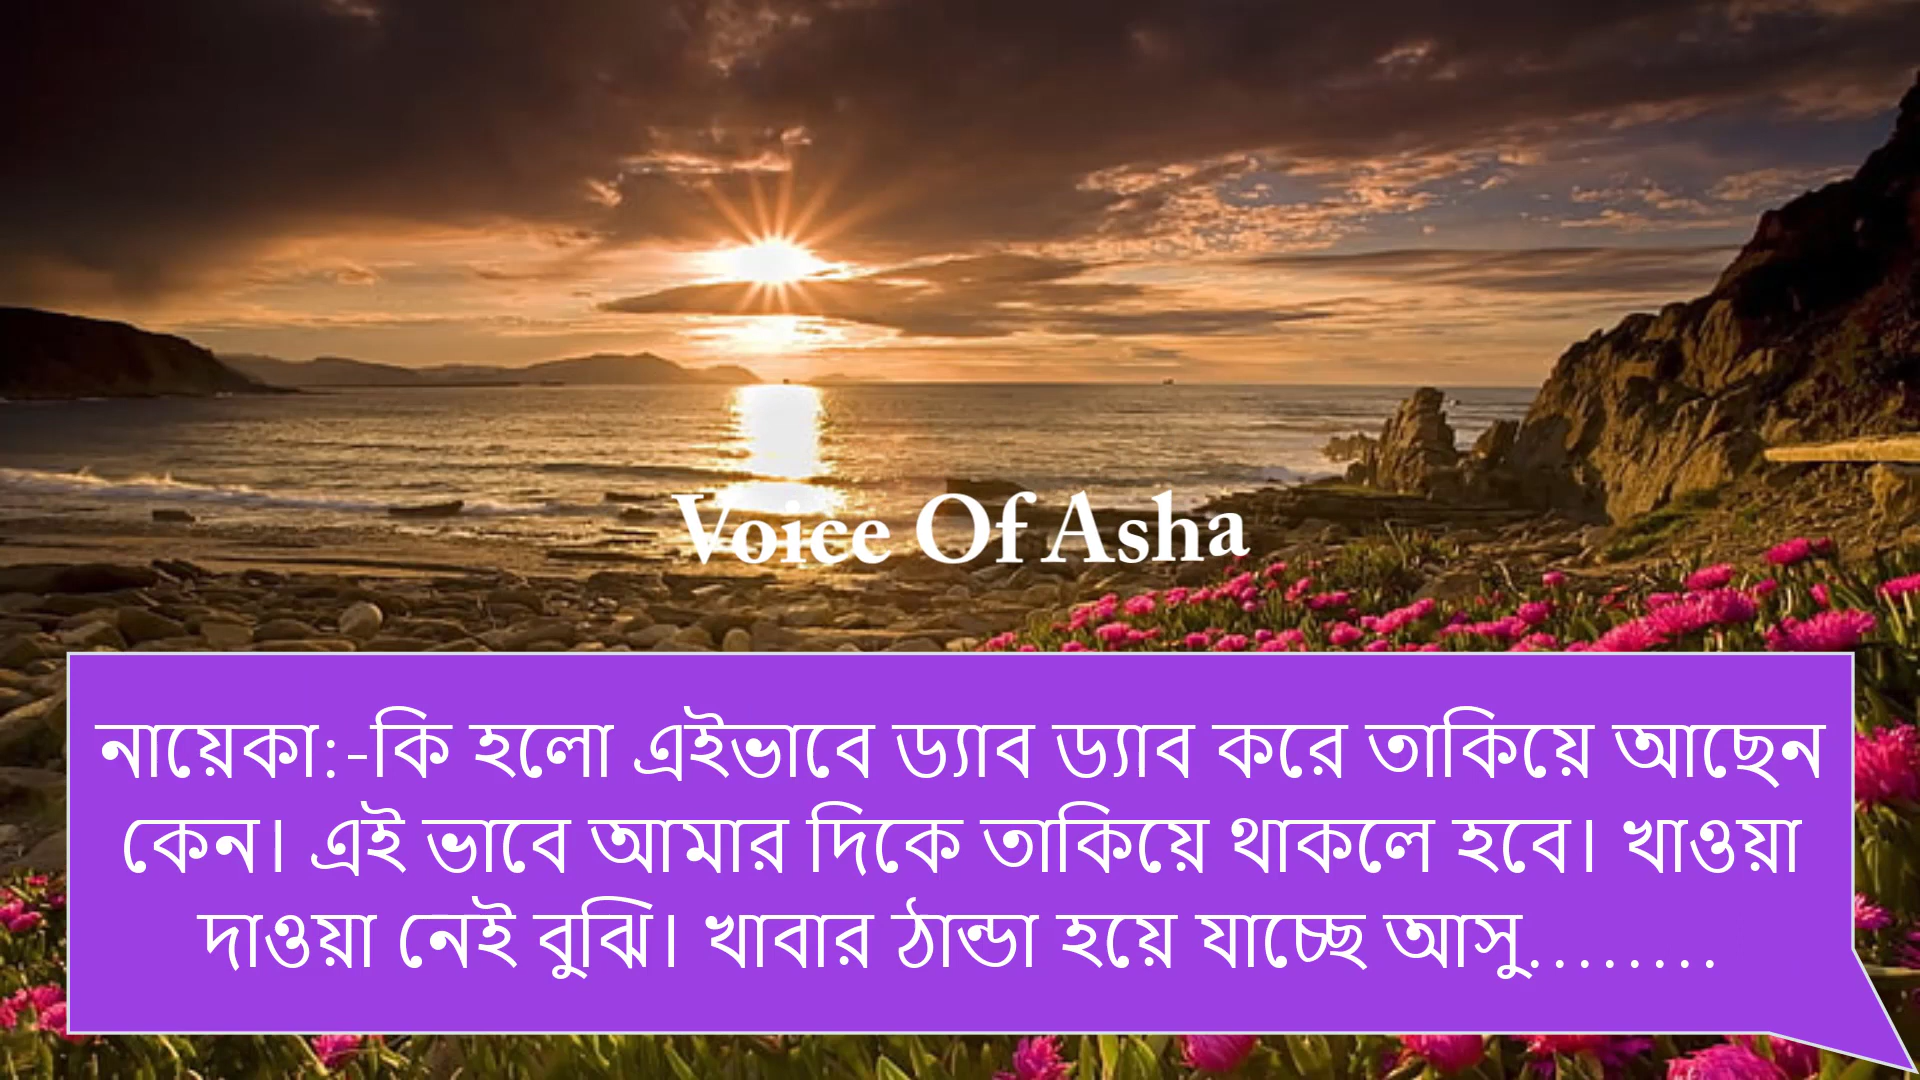 Voice Of Asha
নায়েকা:-কি হলো এইভাবে ড্যাব ড্যাব করে তাকিয়ে আছেন
কেন। এই ভাবে আমার দিকে তাকিয়ে থাকলে হবে। খাওয়া
দাওয়া নেই বুঝি। খাবার ঠান্ডা হয়ে যাচ্ছে আসু........